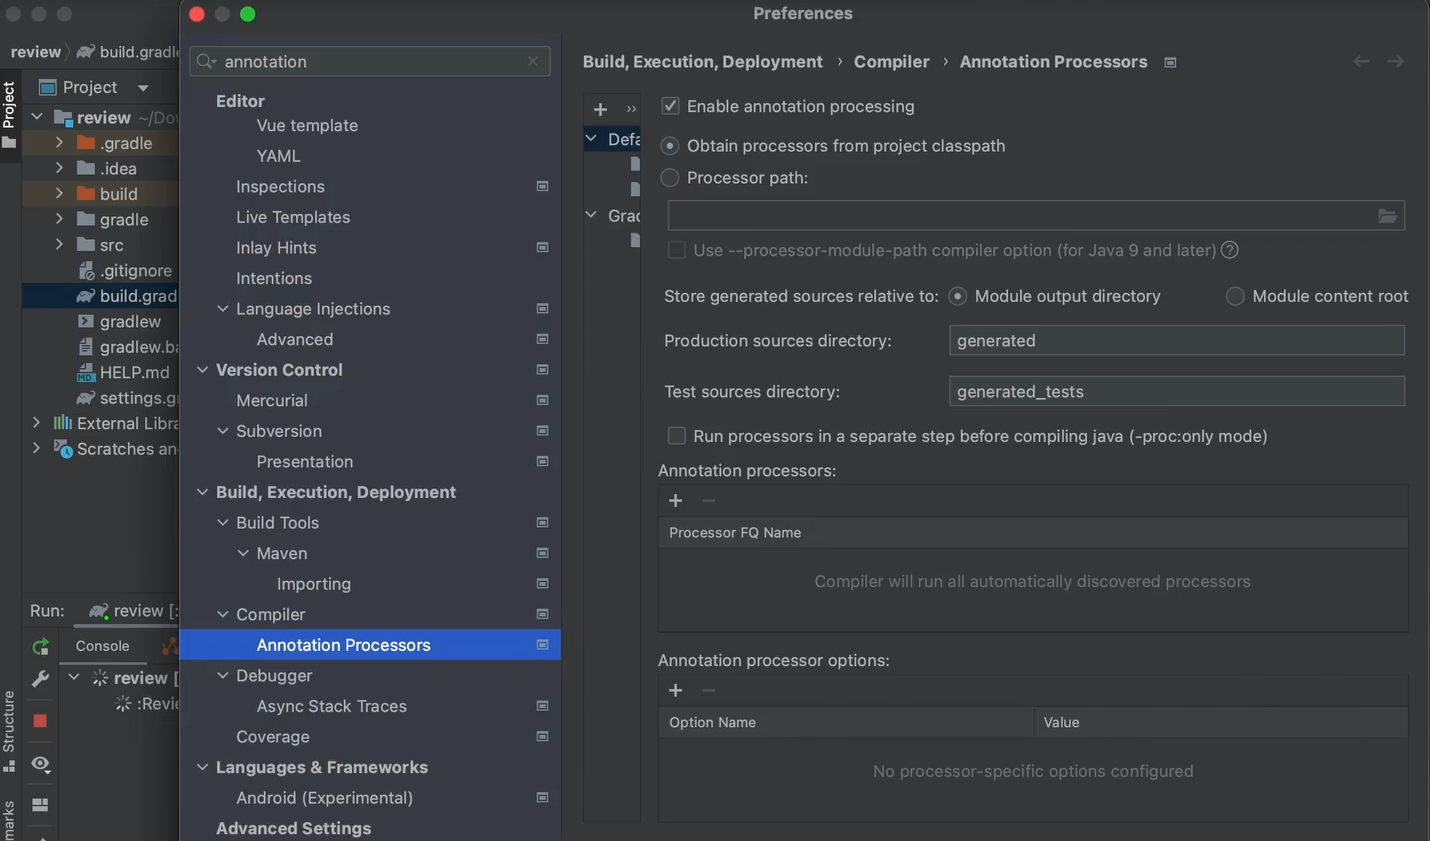 Preferences
review
build.gradle
Project
annotation
Build, Execution, Deployment › Compiler › Annotation Processors
Project
review ~/Do
.gradle
.idea
build
gradle
src
.gitignore
build.grad
gradlew
gradlew.ba
HELP.md
settings.gr
External Libra
Scratches an
Editor
Vue template
YAML
Inspections
Live Templates
Inlay Hints
Intentions
Language Injections
Advanced
Version Control
Mercurial
Subversion
Presentation
Build, Execution, Deployment
Build Tools
Maven
Importing
Compiler
Annotation Processors
Debugger
Async Stack Traces
Coverage
Languages & Frameworks
Android (Experimental)
Advanced Settings
Defa
Grad
Enable annotation processing
Obtain processors from project classpath
Processor path:
Use --processor-module-path compiler option (for Java 9 and later)
Store generated sources relative to: Module output directory Module content root
Production sources directory: generated
Test sources directory: generated_tests
Run processors in a separate step before compiling java (-proc:only mode)
Annotation processors:
Processor FQ Name
Compiler will run all automatically discovered processors
Annotation processor options:
Option Name Value
No processor-specific options configured
Run: review [:
Console
review [
:Revie
Structure
marks